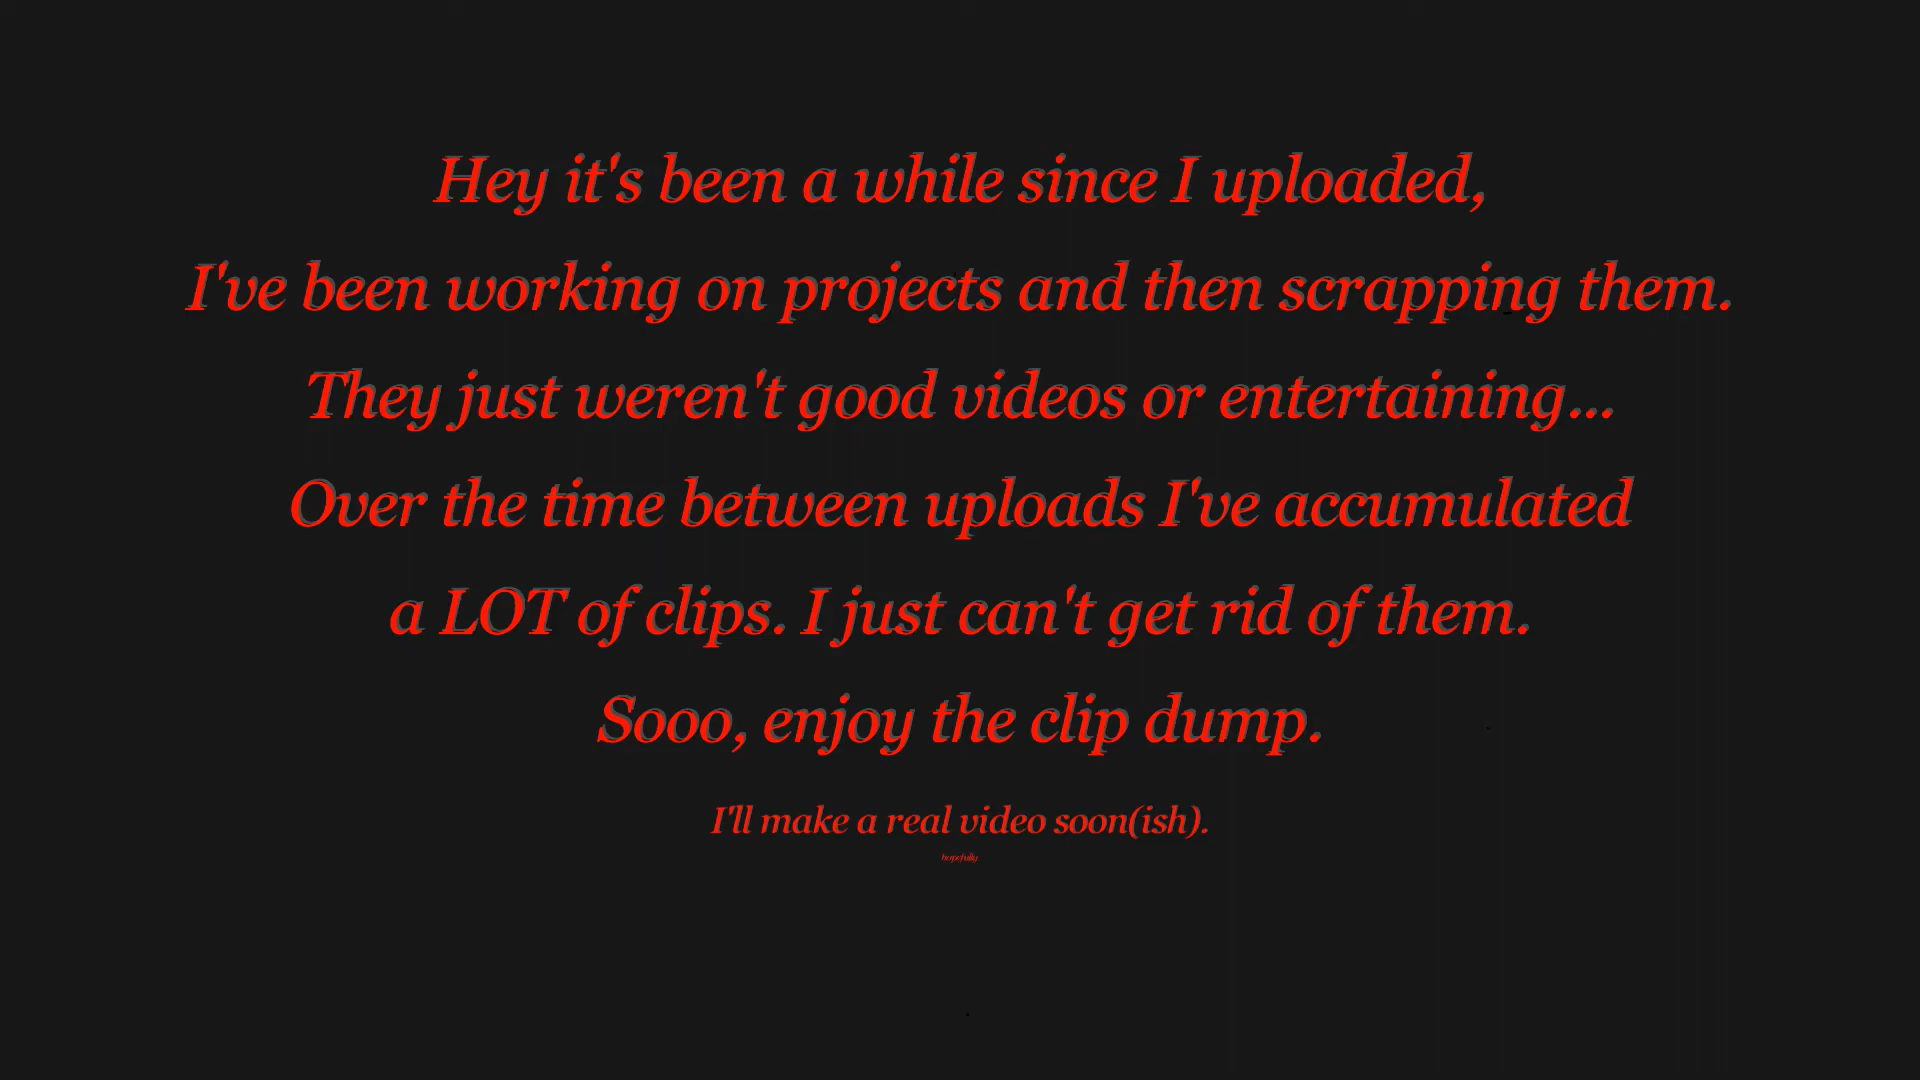 Hey it's been a while since I uploaded,
I've been working on projects and then scrapping them.
They just weren't good videos or entertaining...
Over the time between uploads I've accumulated
a LOT of clips. I just can't get rid of them.
Sooo, enjoy the clip dump.
I'll make a real video soon(ish).
hopefully